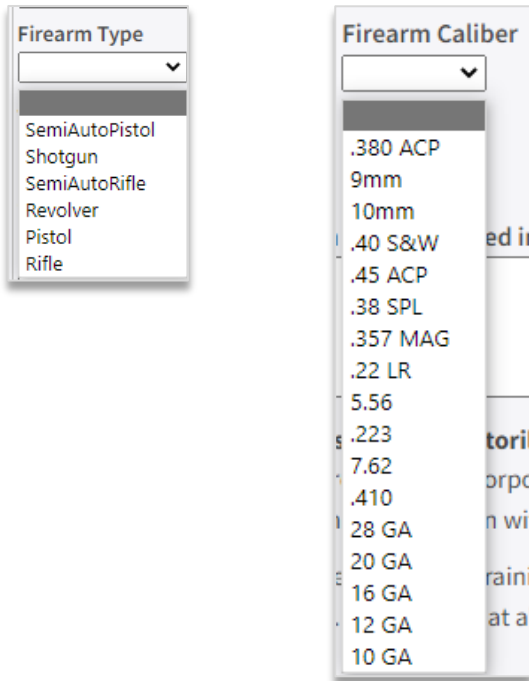 Firearm Type
SemiAutoPistol
Shotgun
SemiAutoRifle
Revolver
Pistol
Rifle
Firearm Caliber
.380 ACP
9mm
10mm
.40 S&W
.45 ACP
.38 SPL
.357 MAG
.22 LR
5.56
.223
7.62
.410
28 GA
20 GA
16 GA
12 GA
10 GA